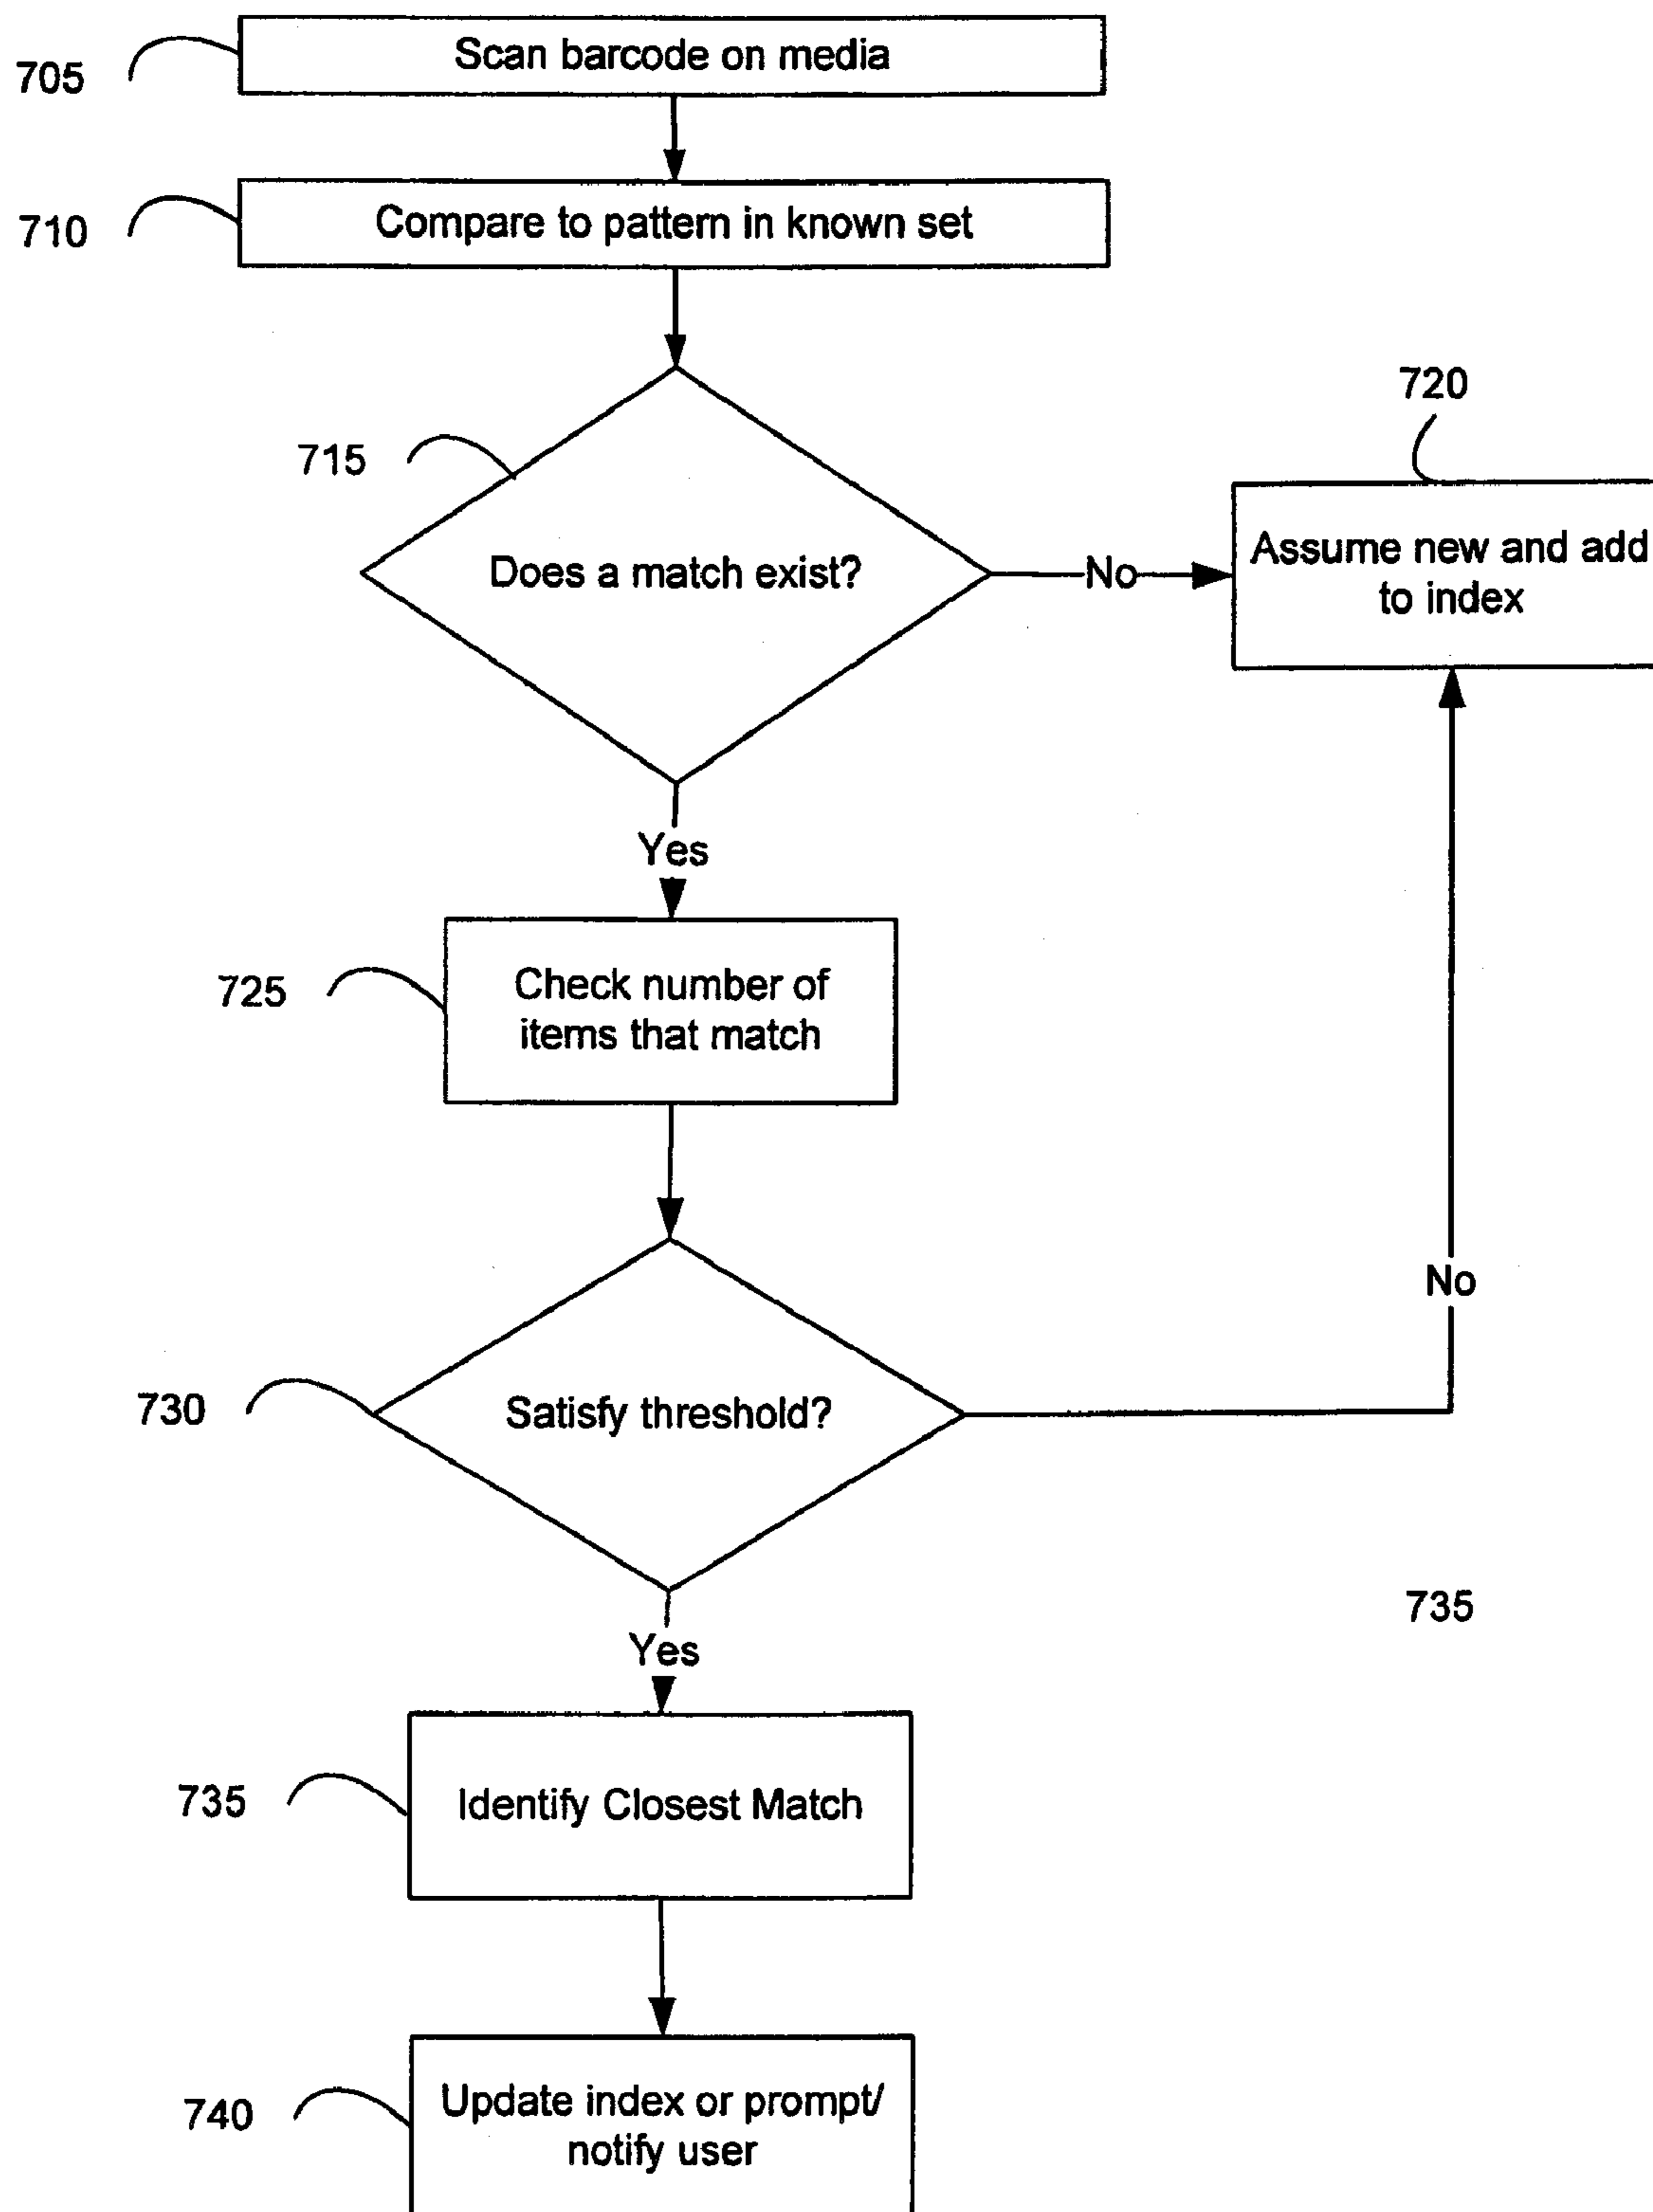 705
Scan barcode on media
710
Compare to pattern in known set
715
Does a match exist?
No
720
Assume new and add
to index
Yes
725
Check number of
items that match
730
Satisfy threshold?
No
735
Yes
735
Identify Closest Match
740
Update index or prompt/
notify user